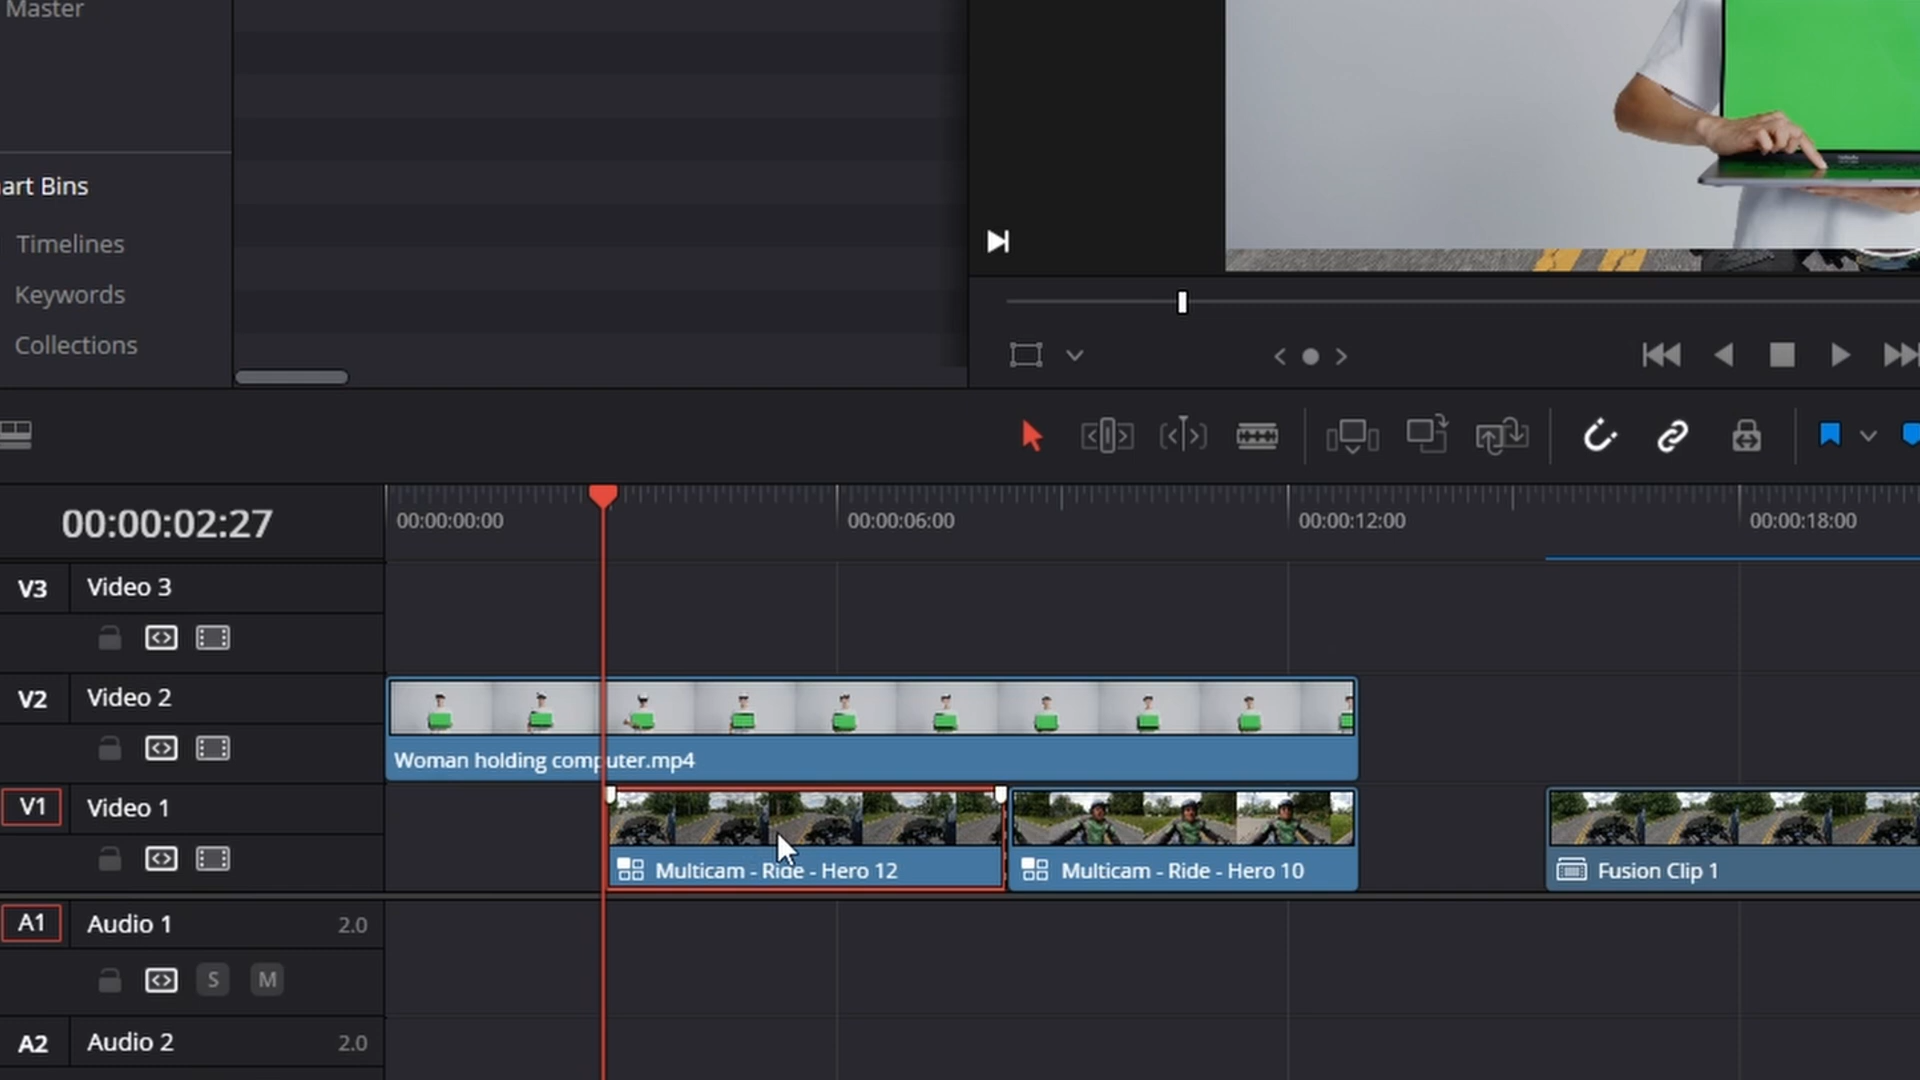 Master
art Bins
Timelines
Keywords
Collections
00:00:02:27
00:00:00:00
00:00:06:00
00:00:12:00
00:00:18:00
V3
Video 3
V2
Video 2
Woman holding computer.mp4
V1
Video 1
Multicam - Ride - Hero 12
Multicam - Ride - Hero 10
Fusion Clip 1
A1
Audio 1
2.0
S
M
A2
Audio 2
2.0